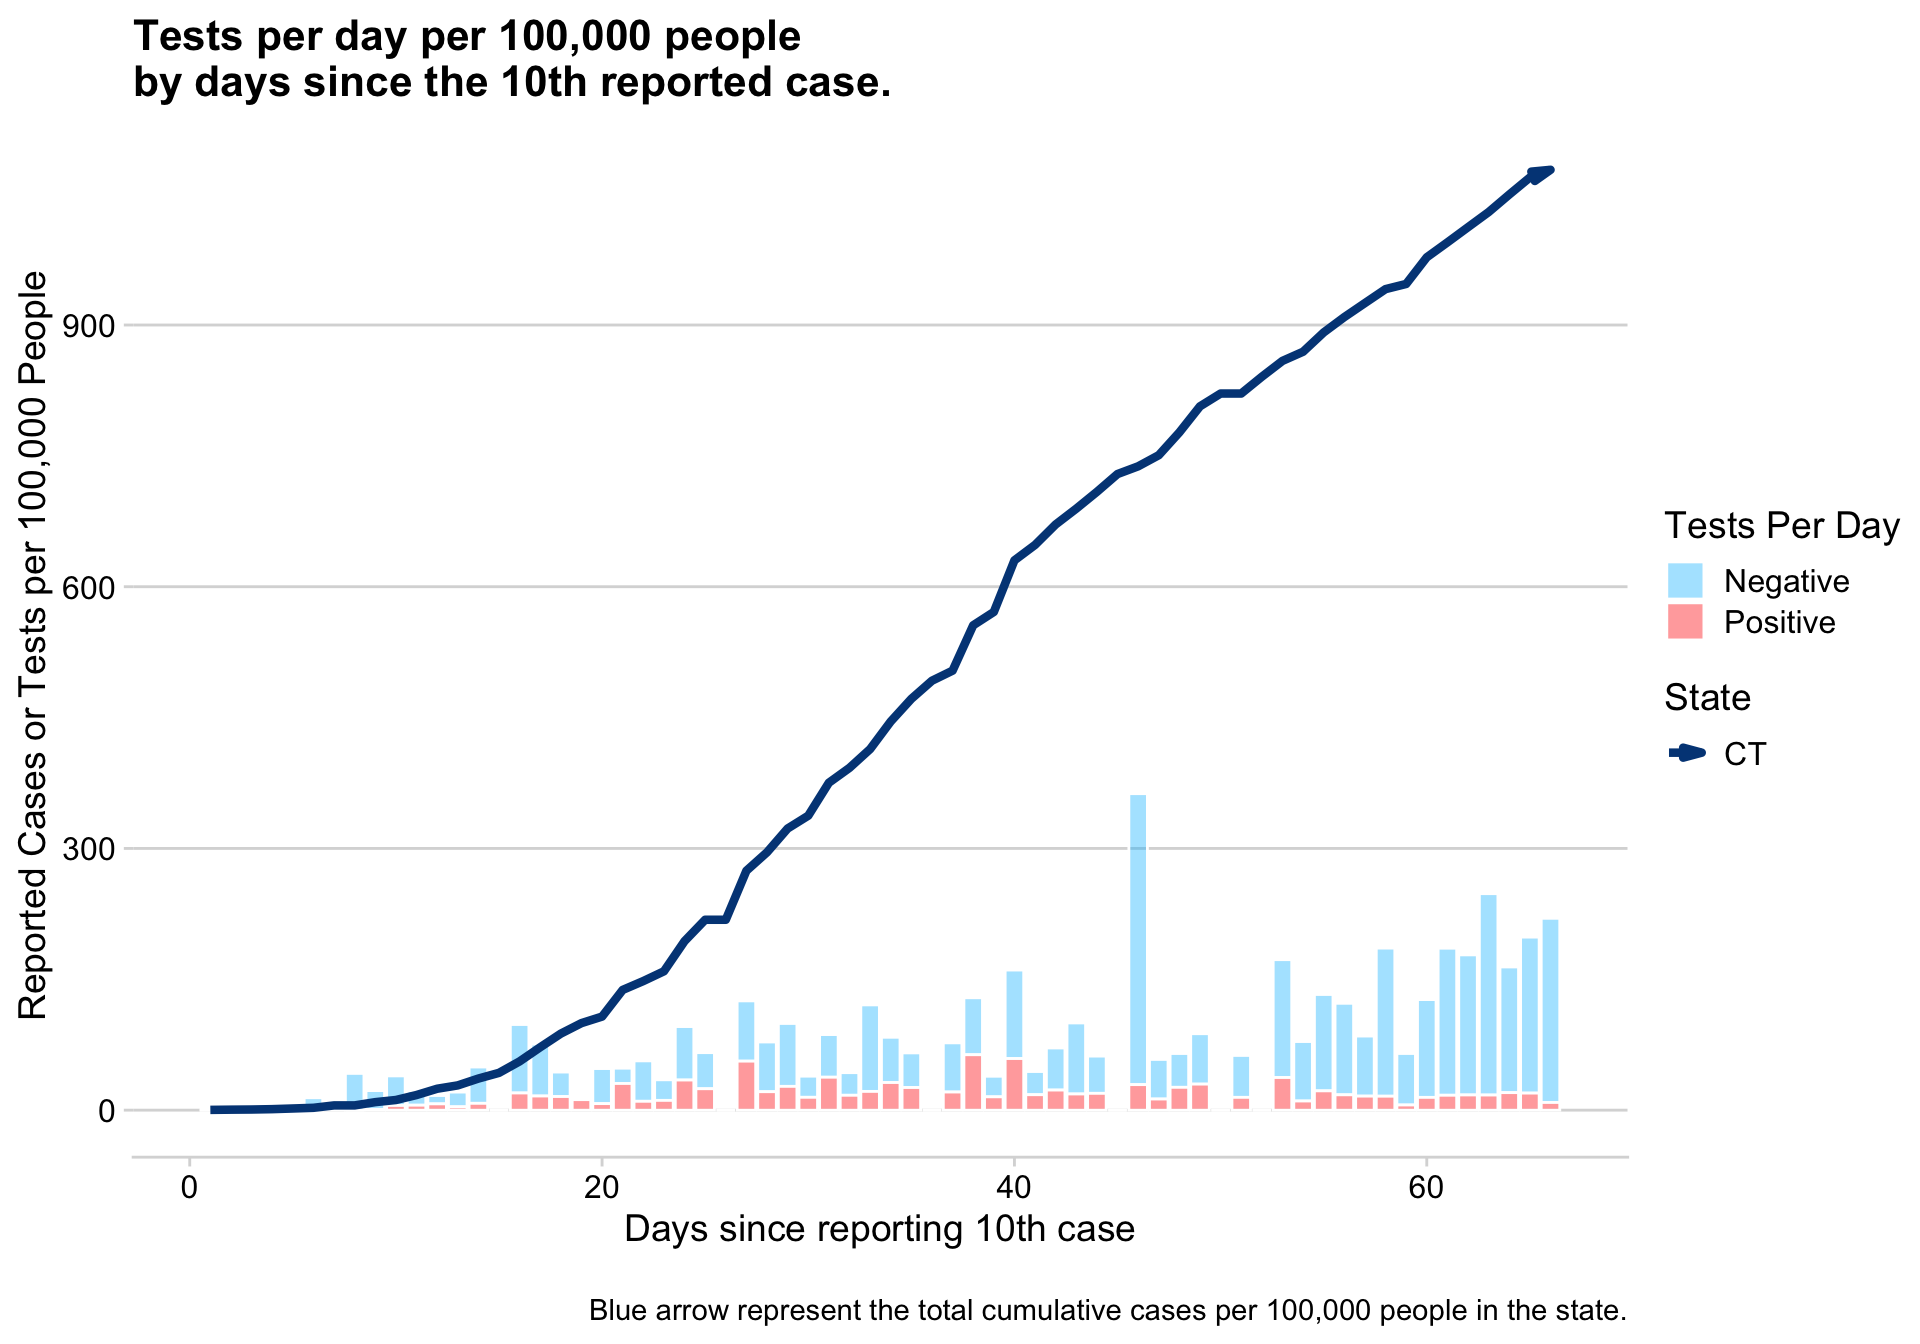 Tests per day per 100,000 people
by days since the 10th reported case.
Reported Cases or Tests per 100,000 People
900
600
300
0
0
20
40
60
Days since reporting 10th case
Tests Per Day
Negative
Positive
State
CT
Blue arrow represent the total cumulative cases per 100,000 people in the state.